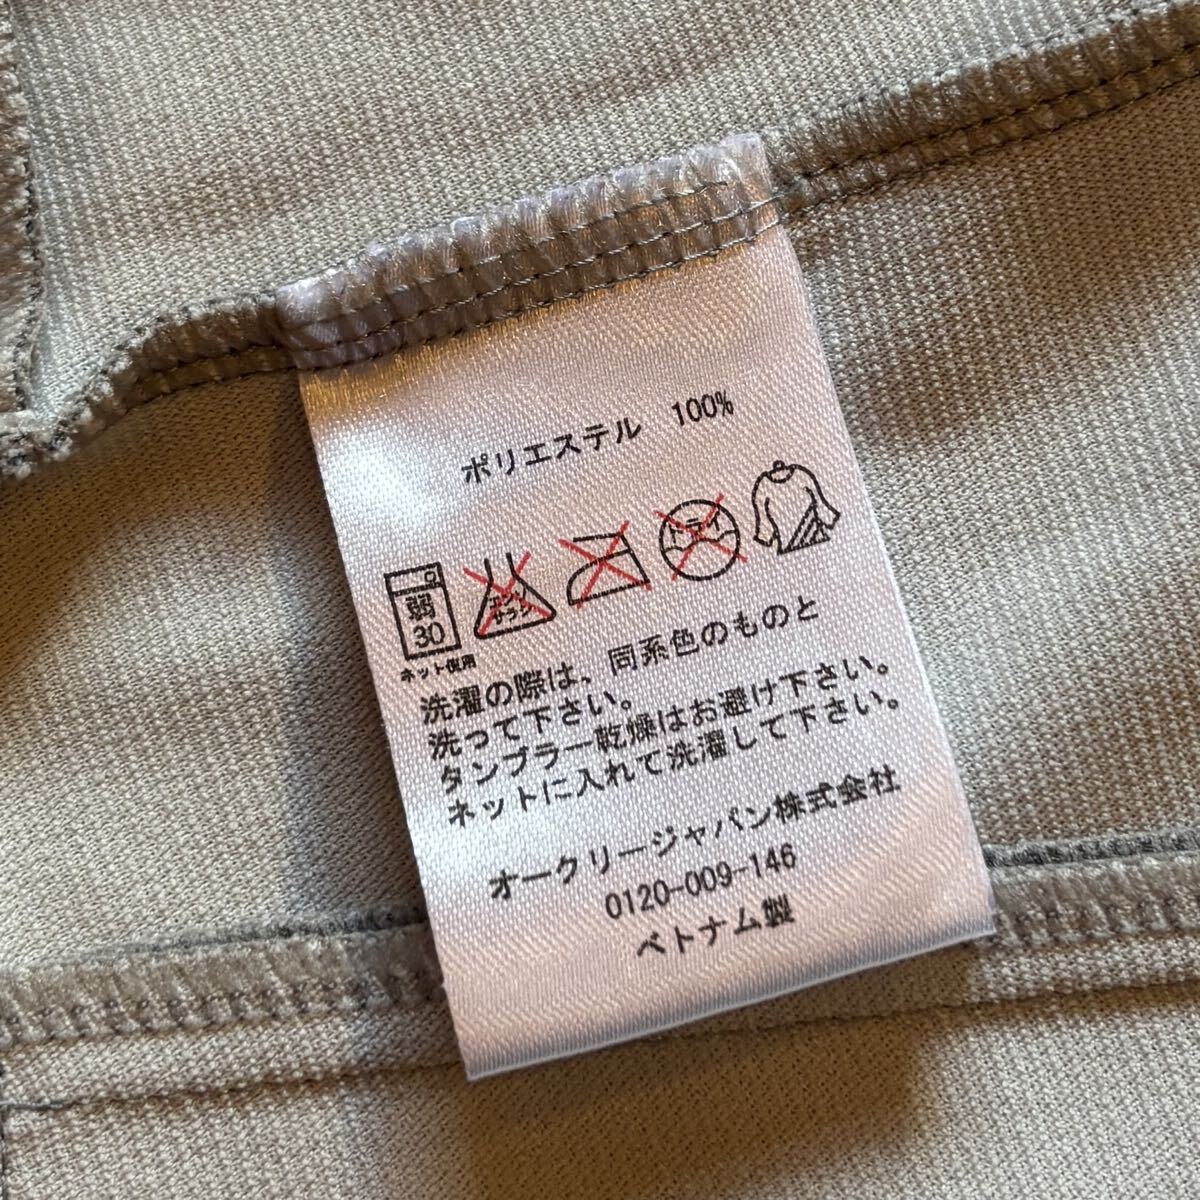 ポリエステル 100%
弱
30
ネット使用
エンソ
サラシ
ドライ
洗濯の際は、同系色のものと
洗って下さい。
タンブラー乾燥はお避け下さい。
ネットに入れて洗濯して下さい。
オークリージャパン株式会社
0120-009-146
ベトナム製